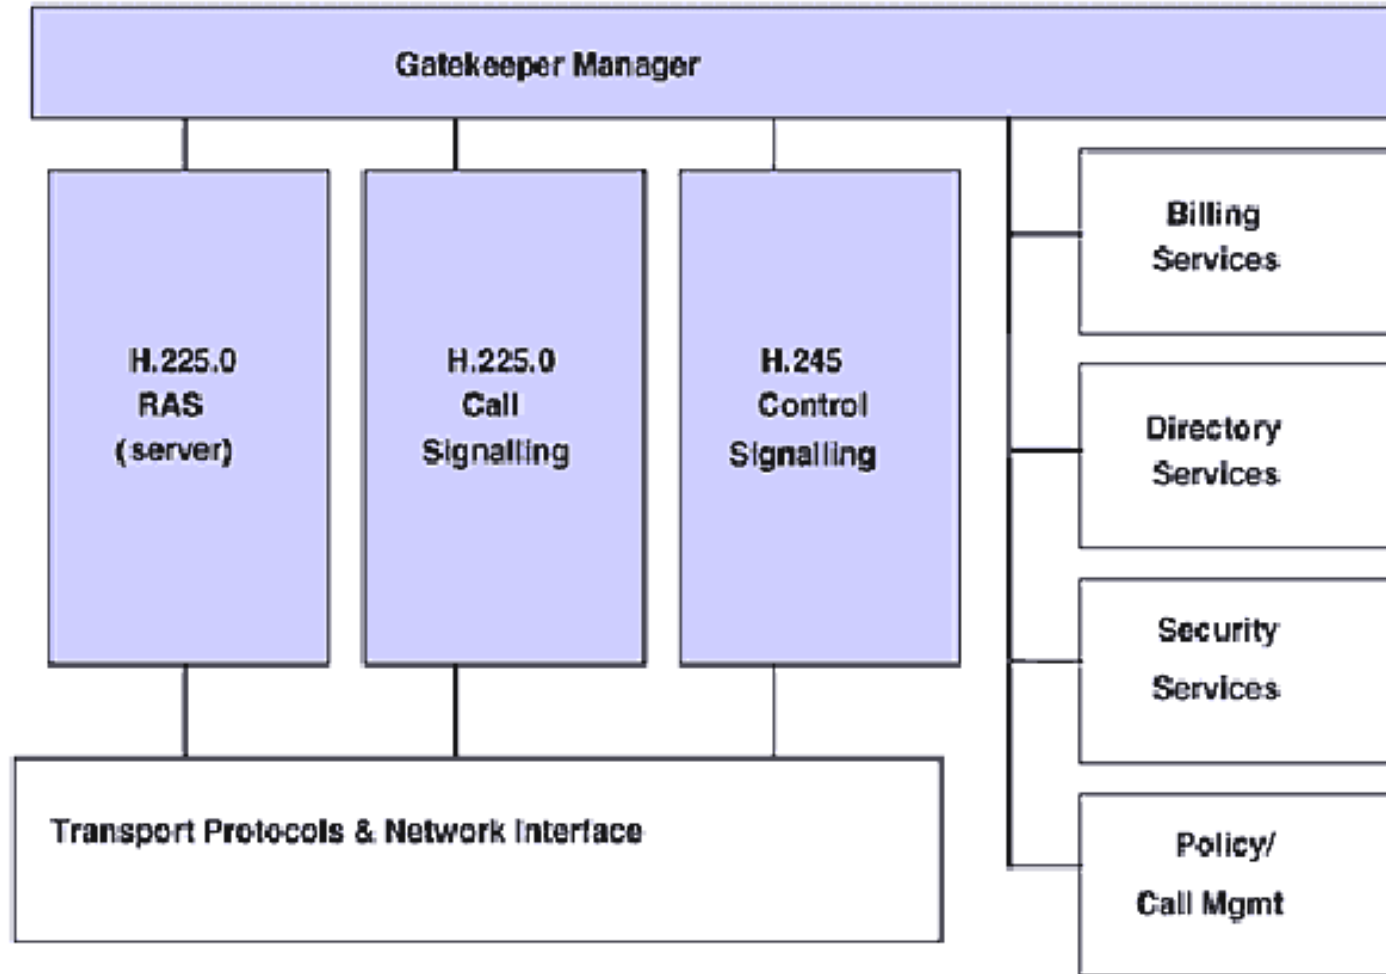 Gatekeeper Manager
H.225.0
RAS
(server)
H.225.0
Call
Signalling
H.245
Control
Signalling
Billing
Services
Directory
Services
Security
Services
Policy/
Call Mgmt
Transport Protocols & Network Interface